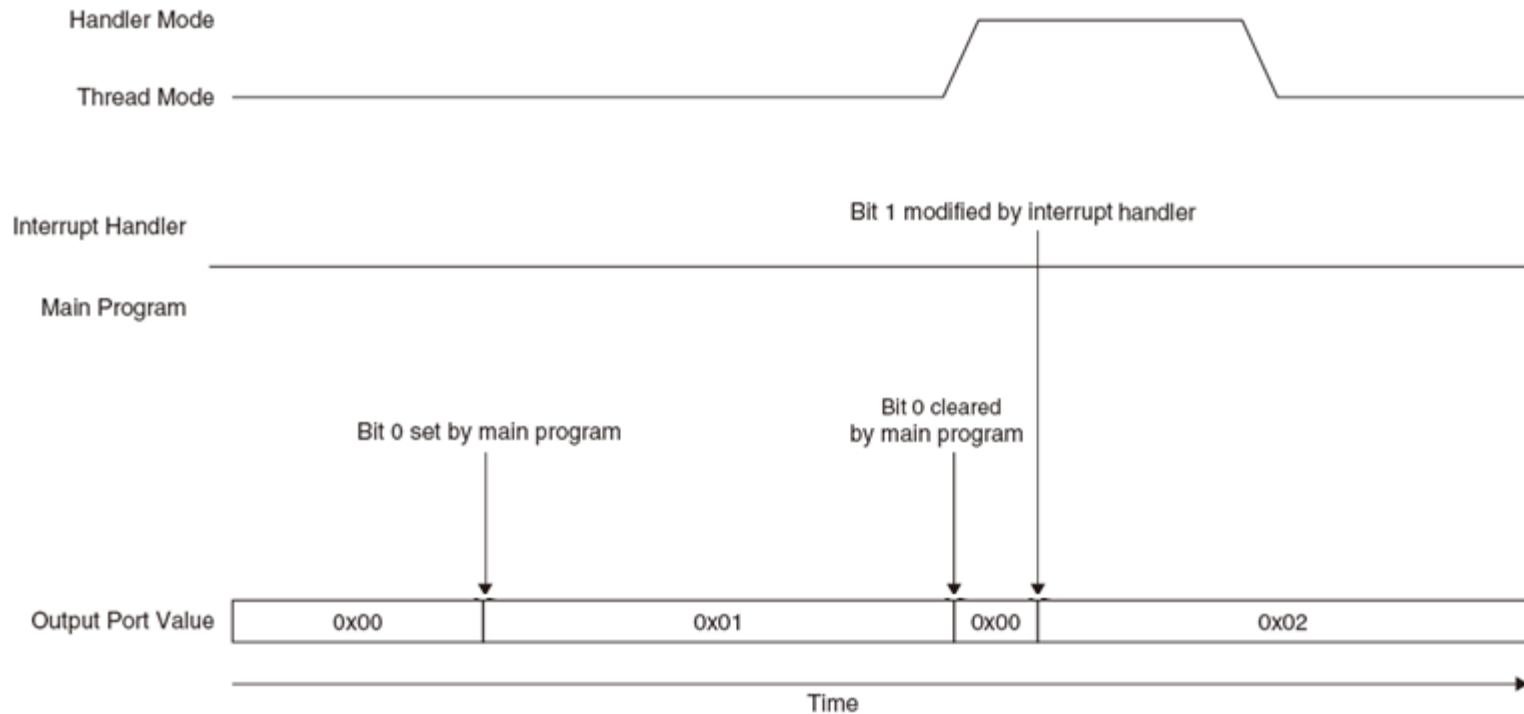 Handler Mode
Thread Mode
Bit 1 modified by interrupt handler
Interrupt Handler
Main Program
Bit 0 cleared
by main program
Bit 0 set by main program
Output Port Value
0x00
0x01
0x00
0x02
Time